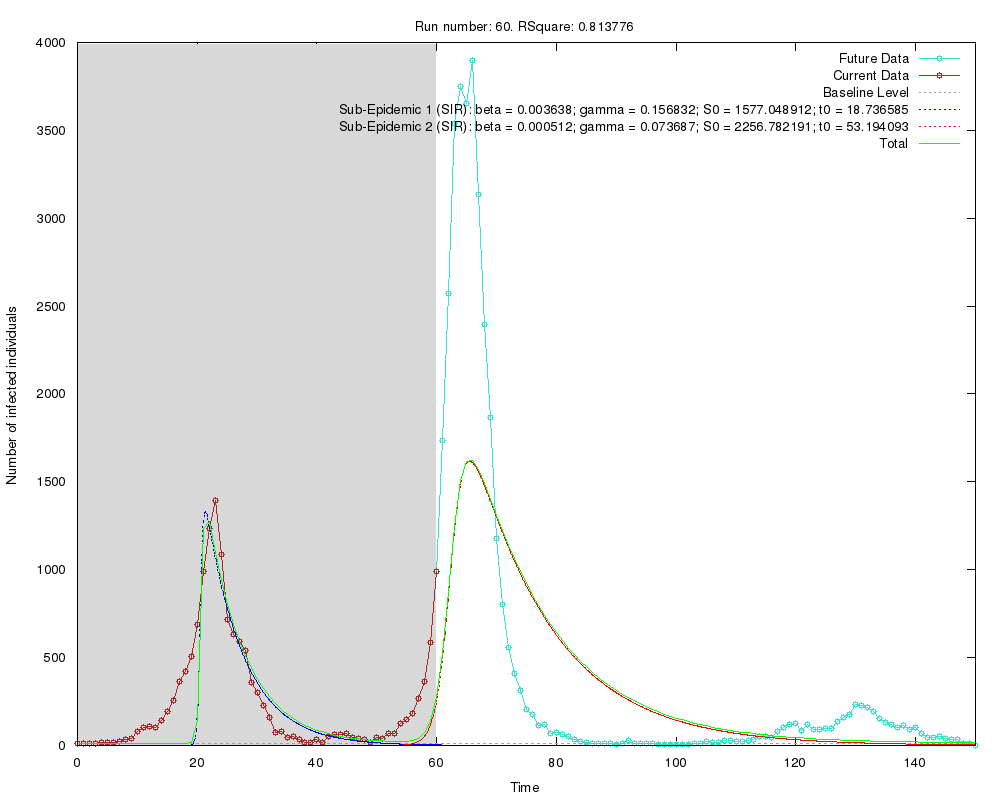 Run number: 60. RSquare: 0.813776
Future Data
Current Data
Baseline Level
Sub-Epidemic 1 (SIR): beta = 0.003638; gamma = 0.156832; S0 = 1577.048912; t0 = 18.736585
Sub-Epidemic 2 (SIR): beta = 0.000512; gamma = 0.073687; S0 = 2256.782191; t0 = 53.194093
Total
Number of infected individuals
4000
3500
3000
2500
2000
1500
1000
500
0
0 20 40 60 80 100 120 140
Time